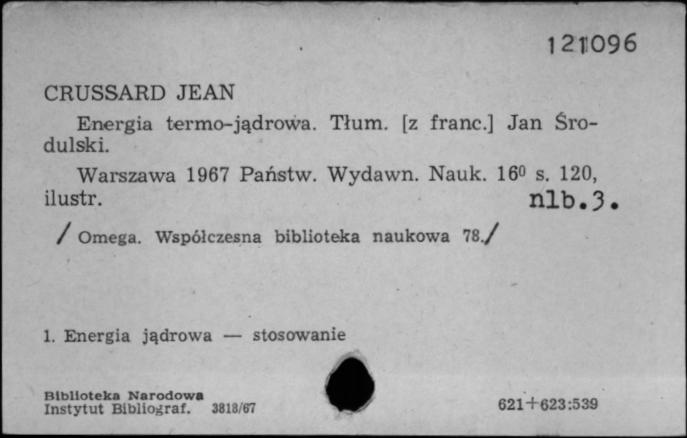 121096
CRUSSARD JEAN
Energia termo-jądrowa. Tłum. [z franc.] Jan Śro-
dulski.
Warszawa 1967 Państw. Wydawn. Nauk. 16⁰ s. 120,
ilustr. nlb.3.
/ Omega. Współczesna biblioteka naukowa 78./
1. Energia jądrowa — stosowanie
Biblioteka Narodowa
Instytut Bibliograf. 3818/67
621+623:539